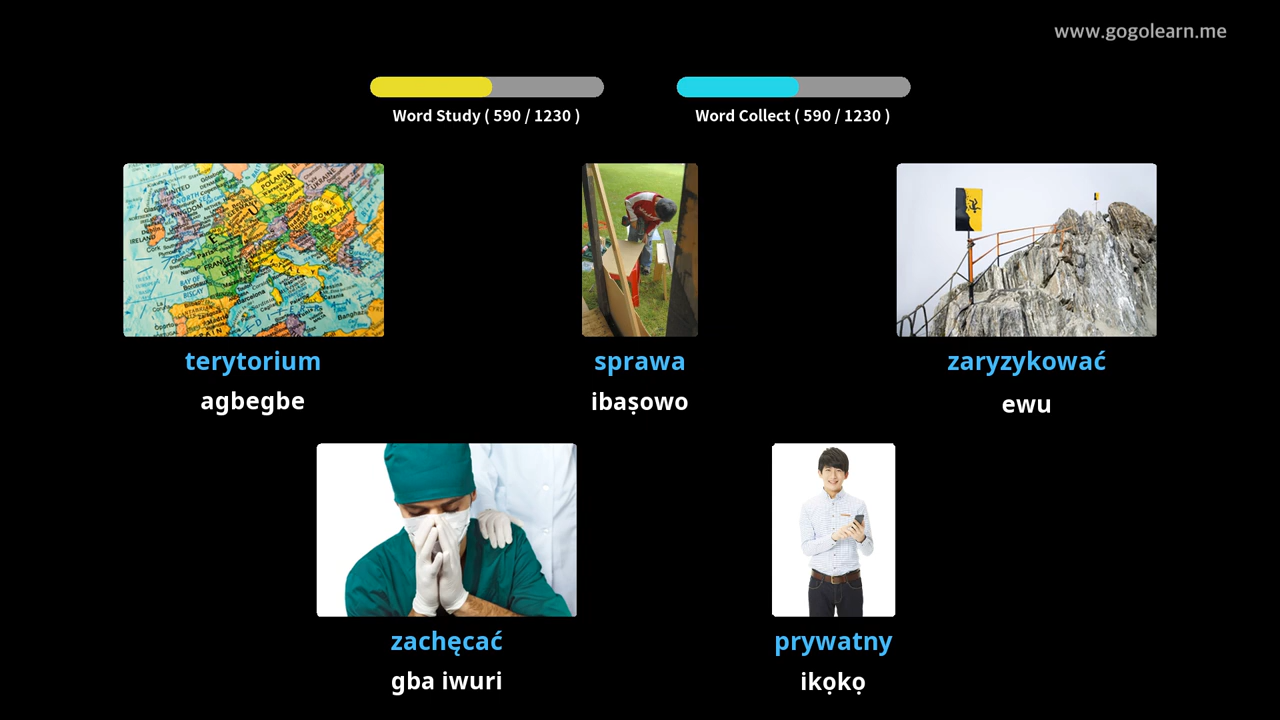 www.gogolearn.me
Word Study ( 590 / 1230 )
Word Collect ( 590 / 1230 )
terytorium
agbegbe
sprawa
ibaṣowo
zaryzykować
ewu
zachęcać
gba iwuri
prywatny
ikọkọ